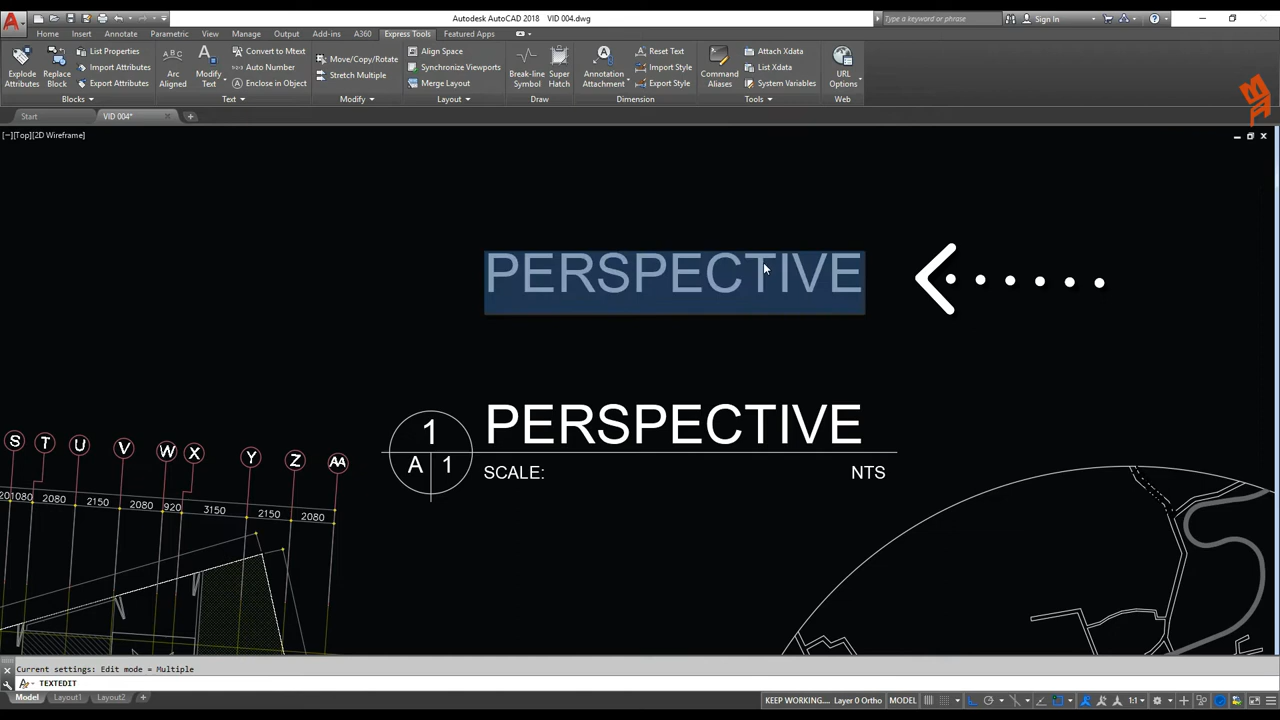 Autodesk AutoCAD 2018 VID 004.dwg
Type a keyword or phrase
Sign In
Home Insert Annotate Parametric View Manage Output Add-ins A360 Express Tools Featured Apps
Explode Attributes
Replace Block
List Properties
Import Attributes
Export Attributes
Blocks
Arc Aligned
Modify Text
Convert to Mtext
Auto Number
Enclose in Object
Text
Move/Copy/Rotate
Stretch Multiple
Modify
Align Space
Synchronize Viewports
Merge Layout
Layout
Break-line Symbol
Super Hatch
Draw
Annotation Attachment
Reset Text
Import Style
Export Style
Dimension
Command Aliases
Attach Xdata
List Xdata
System Variables
Tools
URL Options
Web
Start VID 004*
[−][Top][2D Wireframe]
PERSPECTIVE
1 PERSPECTIVE
A 1 SCALE: NTS
S T U V W X Y Z AA
2080 2150 920 3150 2150 2080
Current settings: Edit mode = Multiple
TEXTEDIT
Model Layout1 Layout2
KEEP WORKING.... Layer 0 Ortho MODEL 1:1